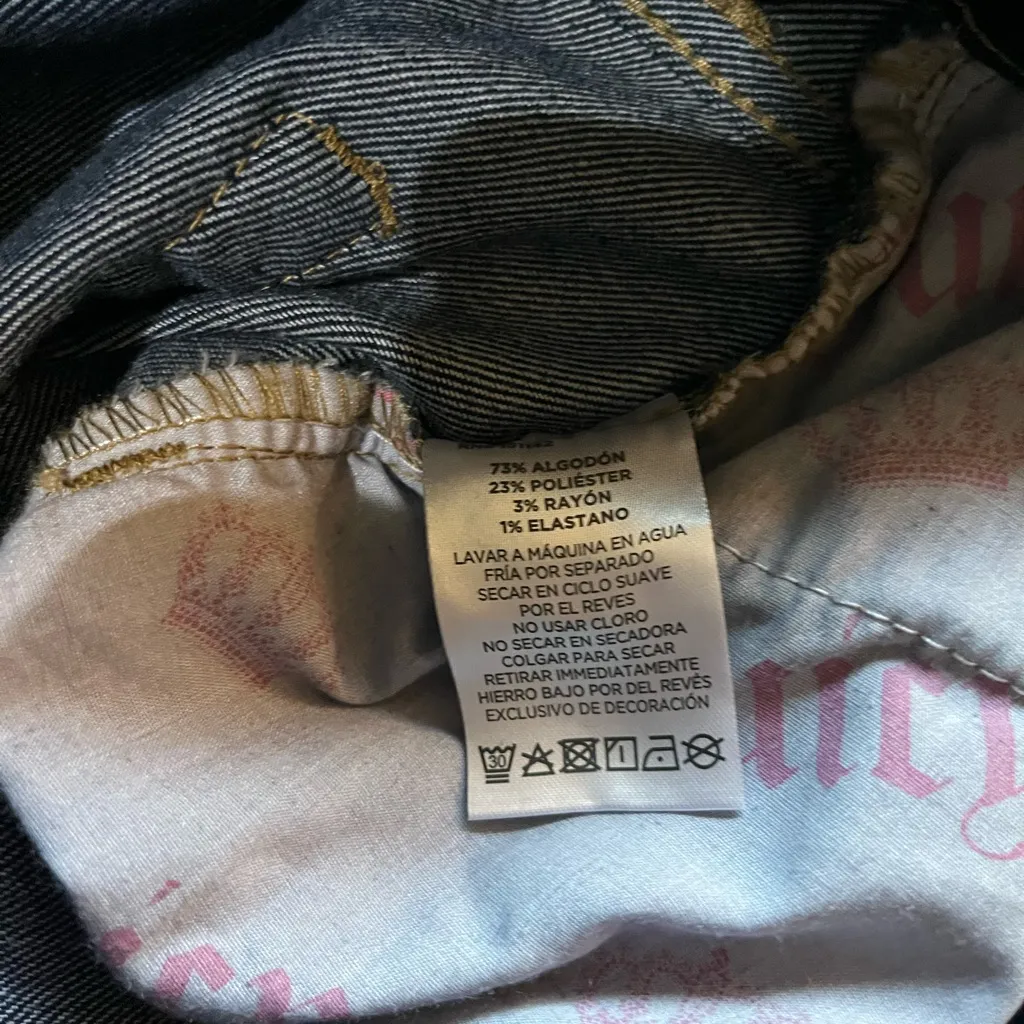 73% ALGODÓN
23% POLIÉSTER
3% RAYÓN
1% ELASTANO
LAVAR A MÁQUINA EN AGUA
FRÍA POR SEPARADO
SECAR EN CICLO SUAVE
POR EL REVES
NO USAR CLORO
NO SECAR EN SECADORA
COLGAR PARA SECAR
RETIRAR IMMEDIATAMENTE
HIERRO BAJO POR DEL REVÉS
EXCLUSIVO DE DECORACIÓN
30